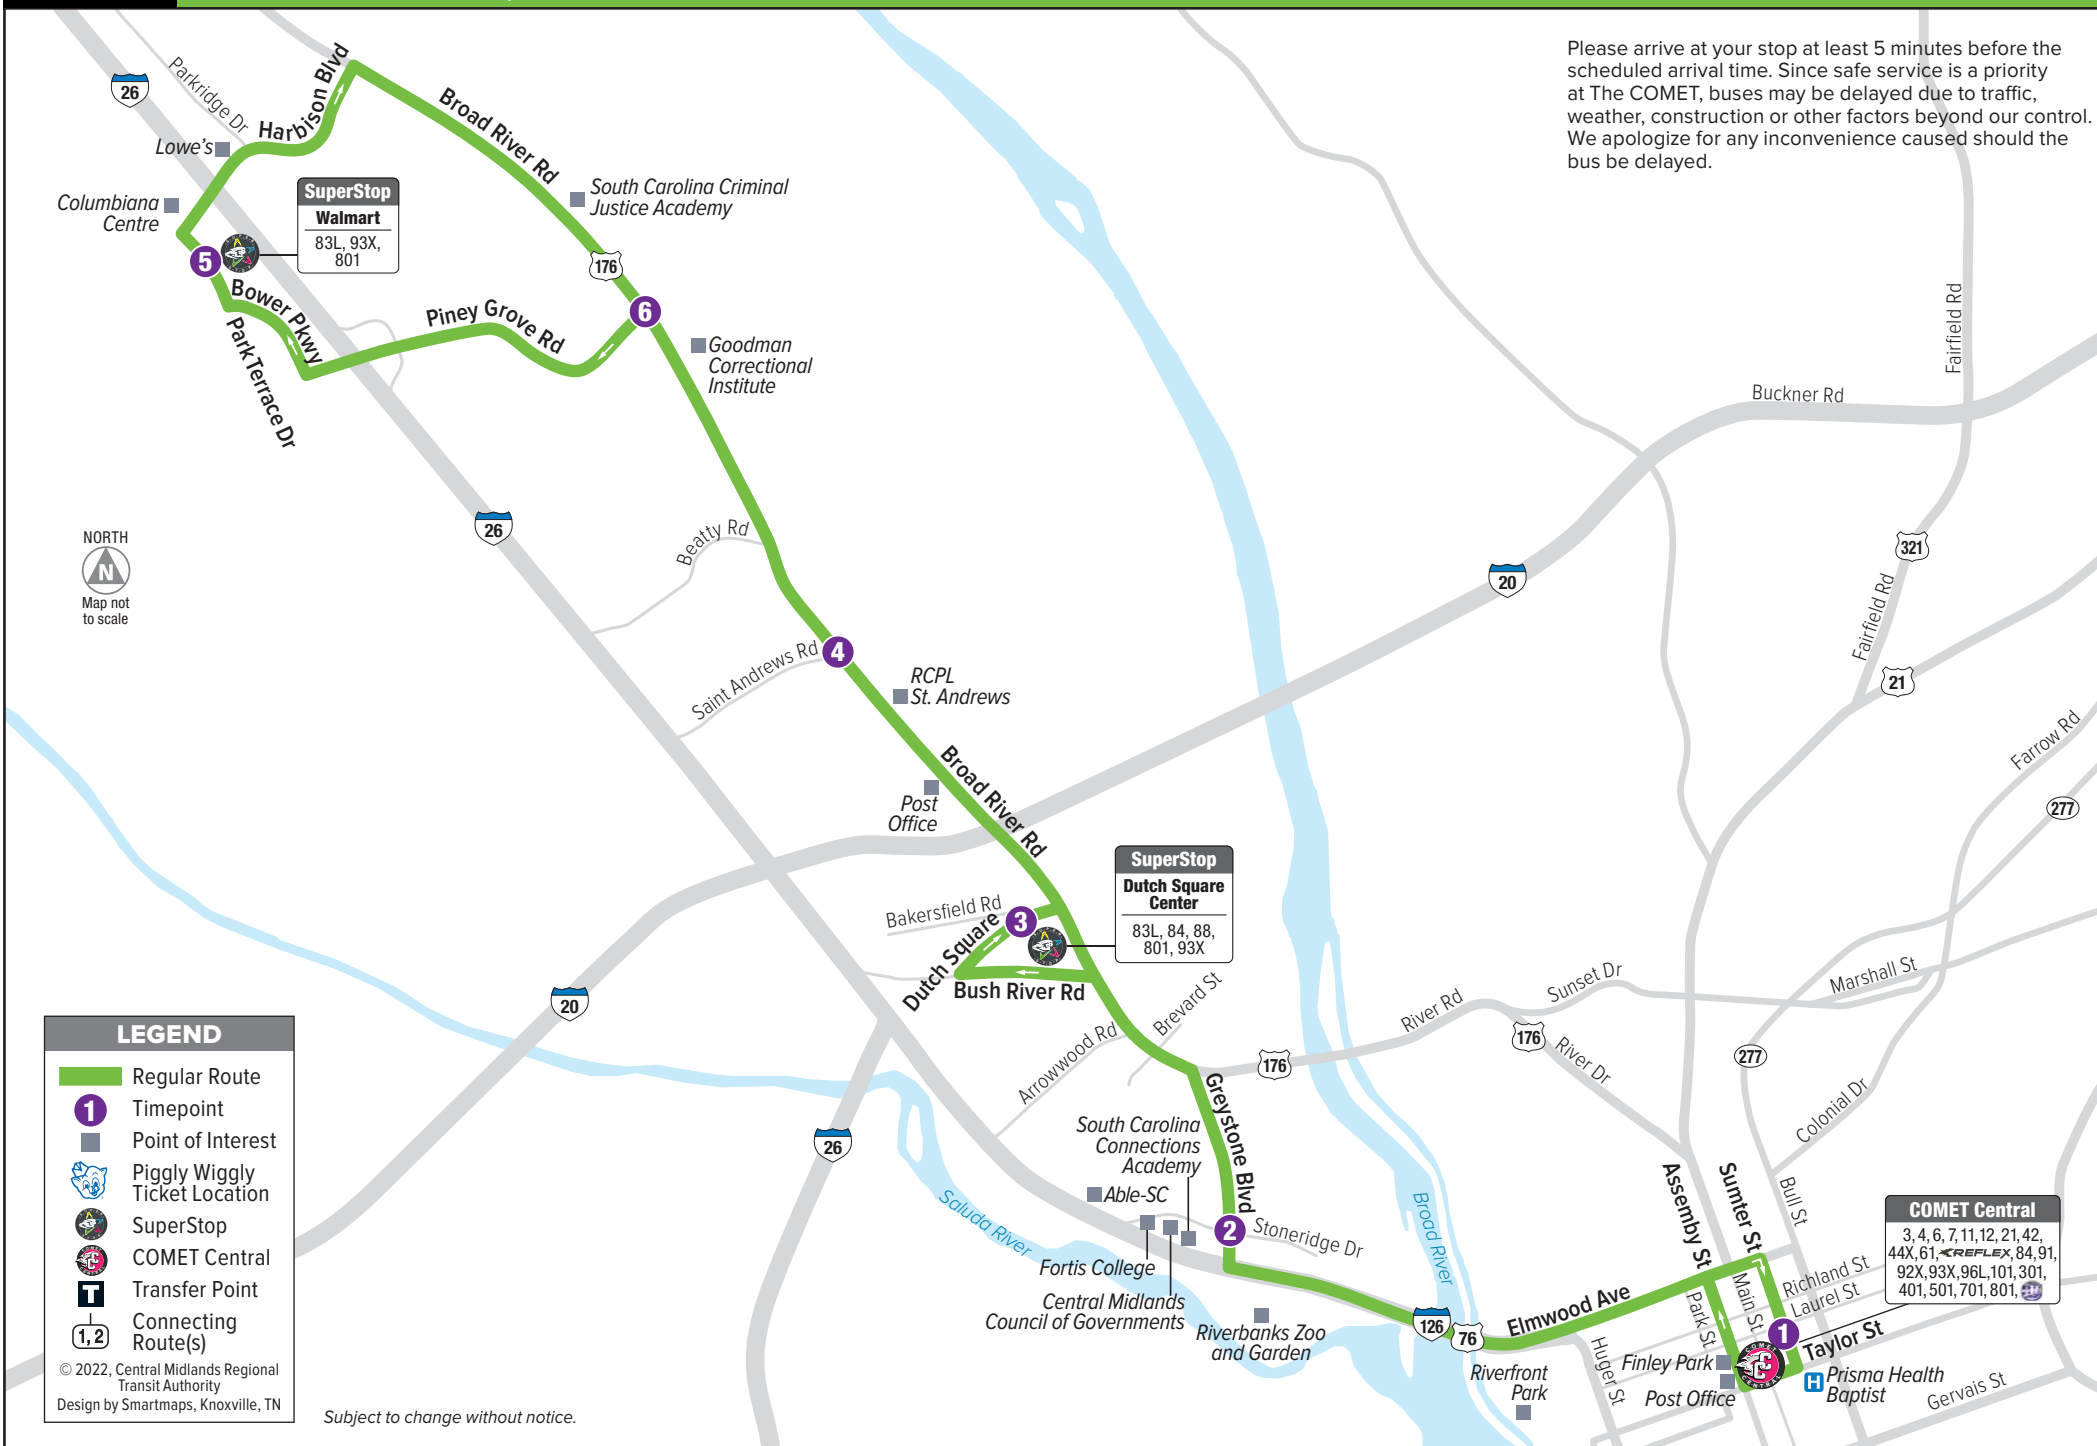 Please arrive at your stop at least 5 minutes before the
scheduled arrival time. Since safe service is a priority
at The COMET, buses may be delayed due to traffic,
weather, construction or other factors beyond our control.
We apologize for any inconvenience caused should the
bus be delayed.
26
Parkridge Dr
Harbison Blvd
Lowe's
Columbiana
Centre
SuperStop
Walmart
83L, 93X,
801
5
Bower Pkwy
Park Terrace Dr
Piney Grove Rd
Broad River Rd
South Carolina Criminal
Justice Academy
176
6
Goodman
Correctional
Institute
Fairfield Rd
Buckner Rd
NORTH
N
Map not
to scale
26
Beatty Rd
20
321
Fairfield Rd
21
Saint Andrews Rd
4
RCPL
St. Andrews
Farrow Rd
277
Post
Office
Broad River Rd
SuperStop
Dutch Square
Center
83L, 84, 88,
801, 93X
Bakersfield Rd
3
Dutch Square
Bush River Rd
20
Brevard St
Arrowwood Rd
River Rd
Sunset Dr
Marshall St
176
176
River Dr
277
Colonial Dr
Greystone Blvd
26
South Carolina
Connections
Academy
Able-SC
2
Stoneridge Dr
Saluda River
Broad River
Fortis College
Central Midlands
Council of Governments
Riverbanks Zoo
and Garden
126
76
Elmwood Ave
Assemby St
Sumter St
Bull St
Main St
Park St
Richland St
Laurel St
Taylor St
1
Huger St
Gervais St
Riverfront
Park
Finley Park
Post Office
COMET
CENTRAL
H
Prisma Health
Baptist
COMET Central
3, 4, 6, 7, 11, 12, 21, 42,
44X, 61, REFLEX, 84, 91,
92X, 93X, 96L, 101, 301,
401, 501, 701, 801,
LEGEND
Regular Route
1 Timepoint
Point of Interest
Piggly Wiggly
Ticket Location
SuperStop
COMET Central
T Transfer Point
1, 2 Connecting
Route(s)
© 2022, Central Midlands Regional
Transit Authority
Design by Smartmaps, Knoxville, TN
Subject to change without notice.